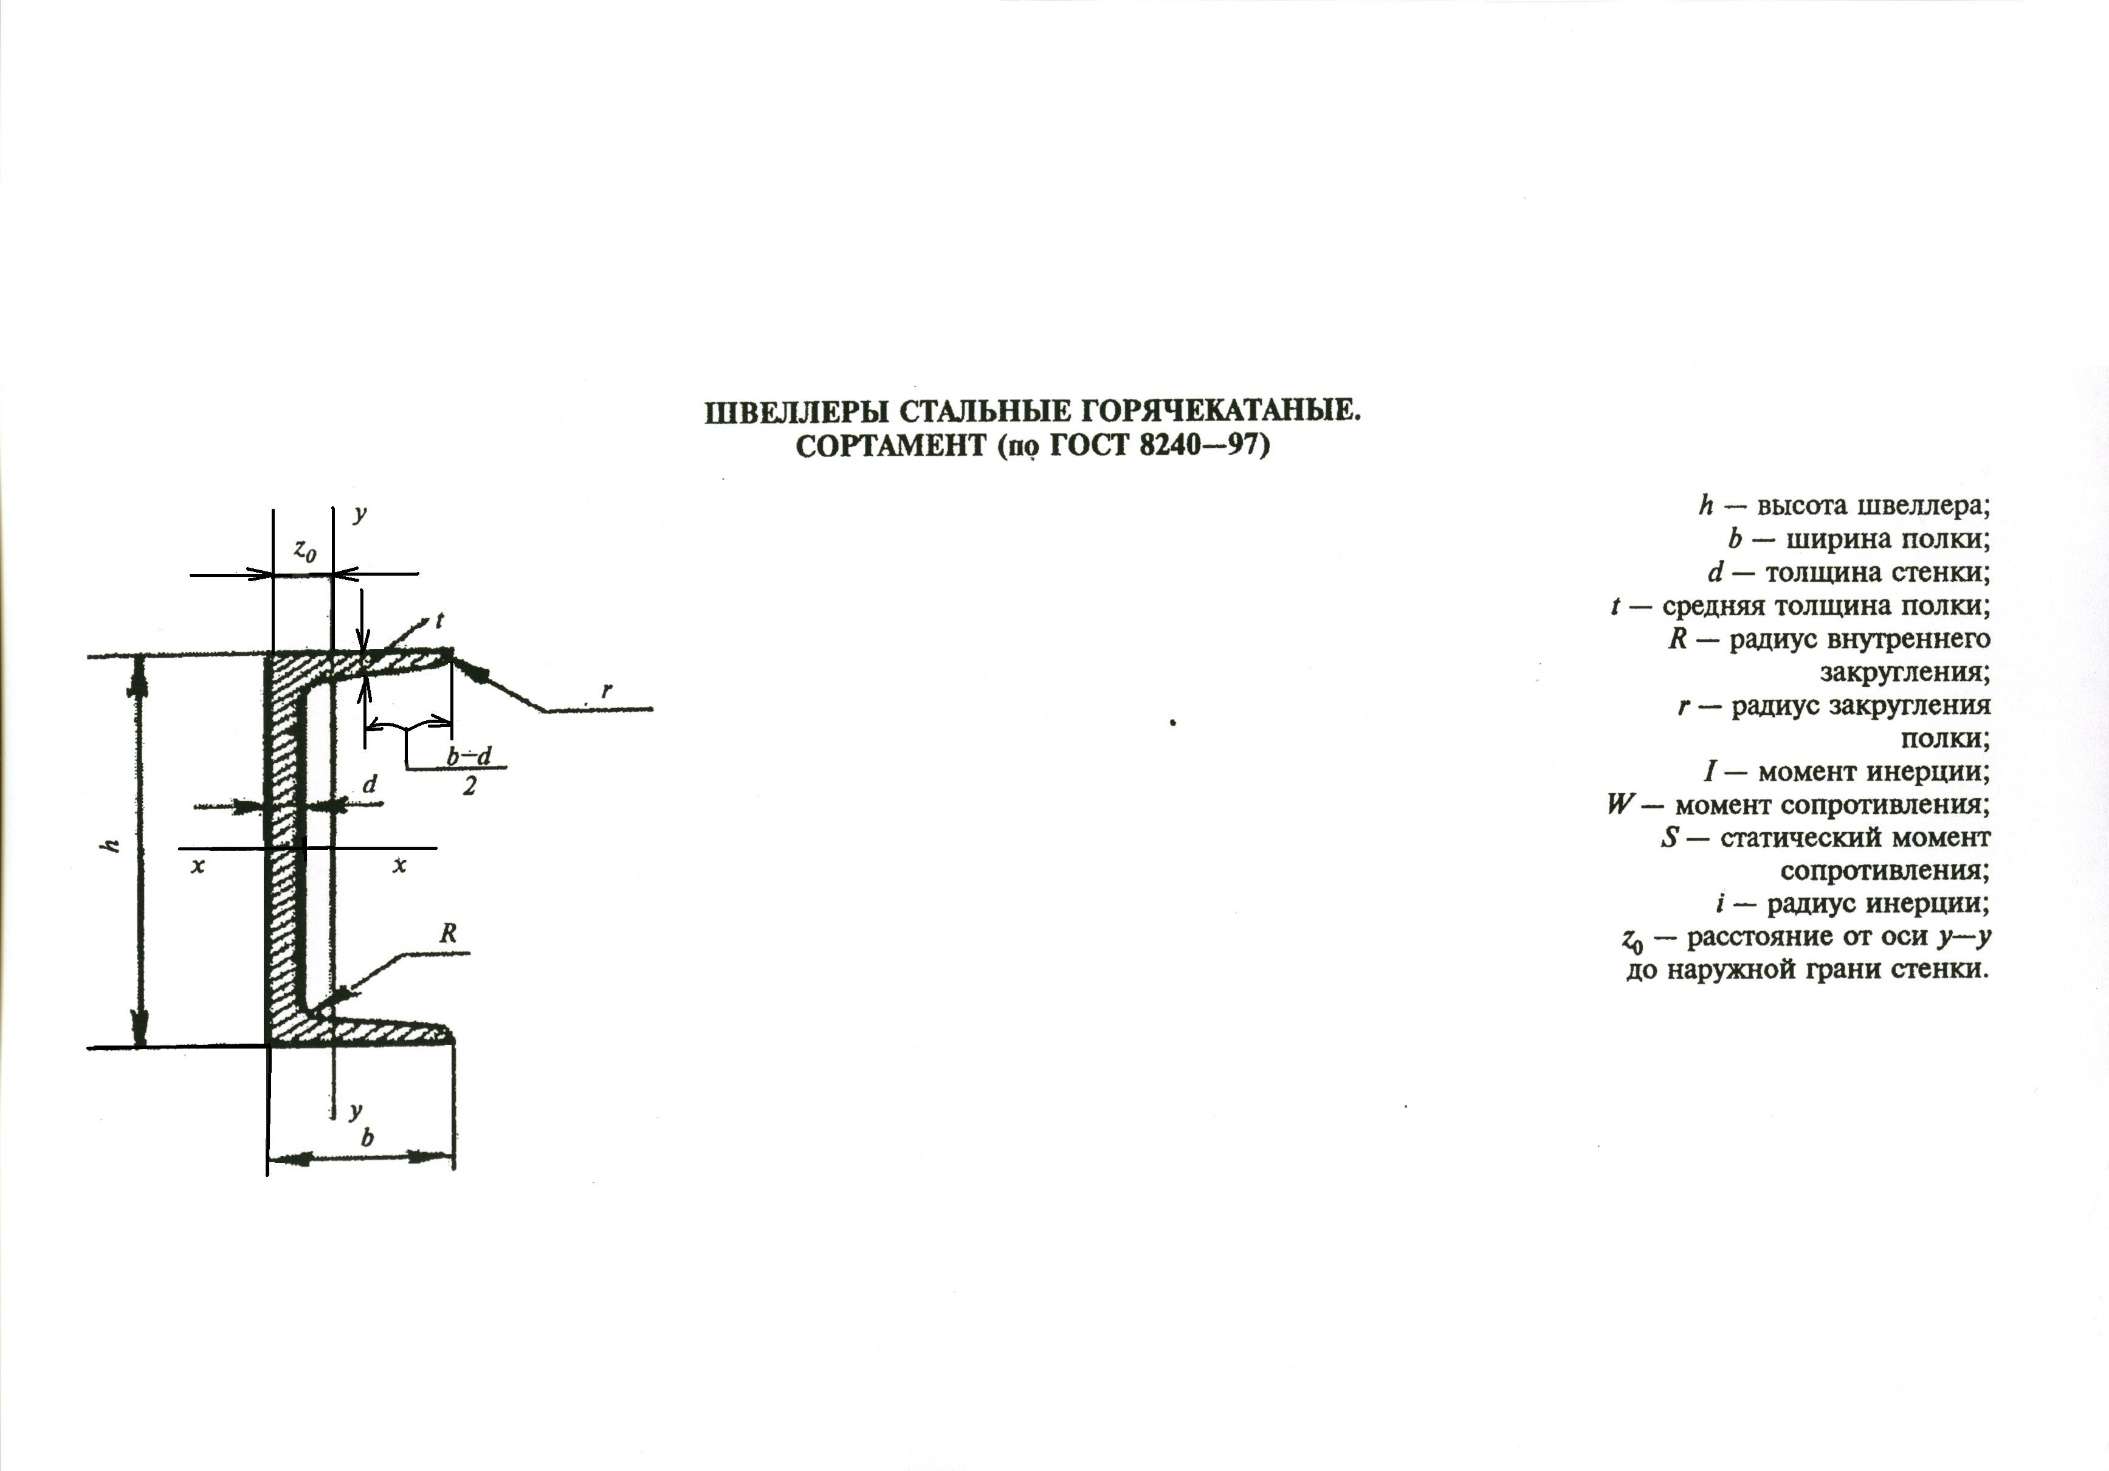 ШВЕЛЛЕРЫ СТАЛЬНЫЕ ГОРЯЧЕКАТАНЫЕ.
СОРТАМЕНТ (по ГОСТ 8240—97)
y
z₀
t
r
b−d
2
d
h
x x
R
y
b
h — высота швеллера;
b — ширина полки;
d — толщина стенки;
t — средняя толщина полки;
R — радиус внутреннего
закругления;
r — радиус закругления
полки;
I — момент инерции;
W — момент сопротивления;
S — статический момент
сопротивления;
i — радиус инерции;
z₀ — расстояние от оси y—y
до наружной грани стенки.